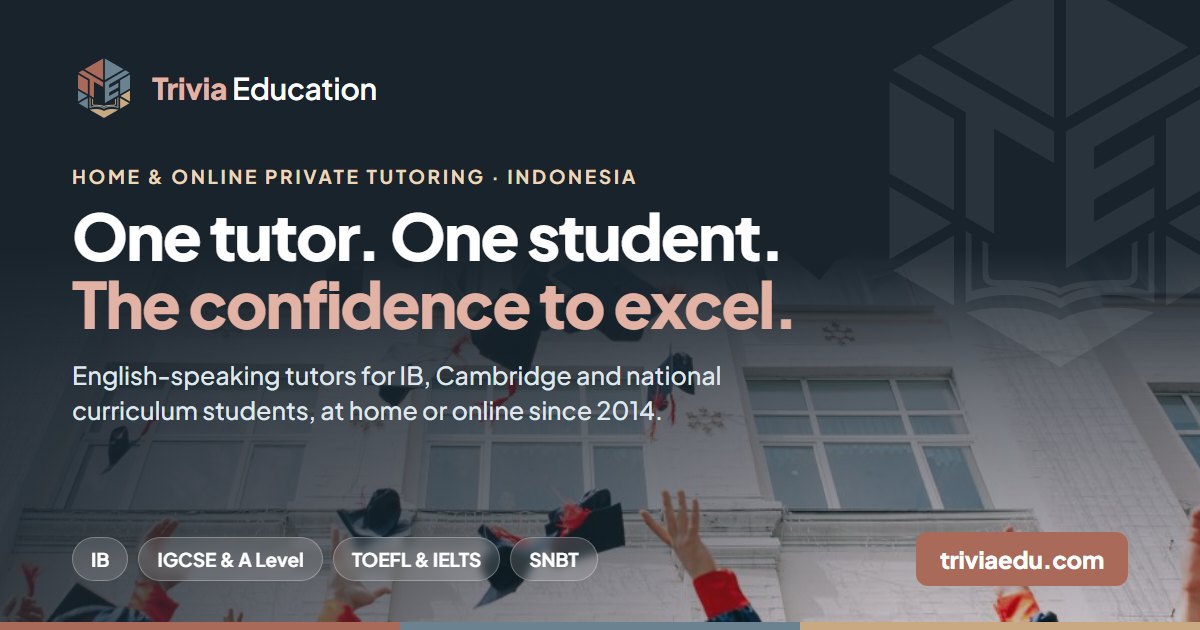 TE
Trivia Education
HOME & ONLINE PRIVATE TUTORING · INDONESIA
One tutor. One student.
The confidence to excel.
English-speaking tutors for IB, Cambridge and national
curriculum students, at home or online since 2014.
IB
IGCSE & A Level
TOEFL & IELTS
SNBT
triviaedu.com
TE